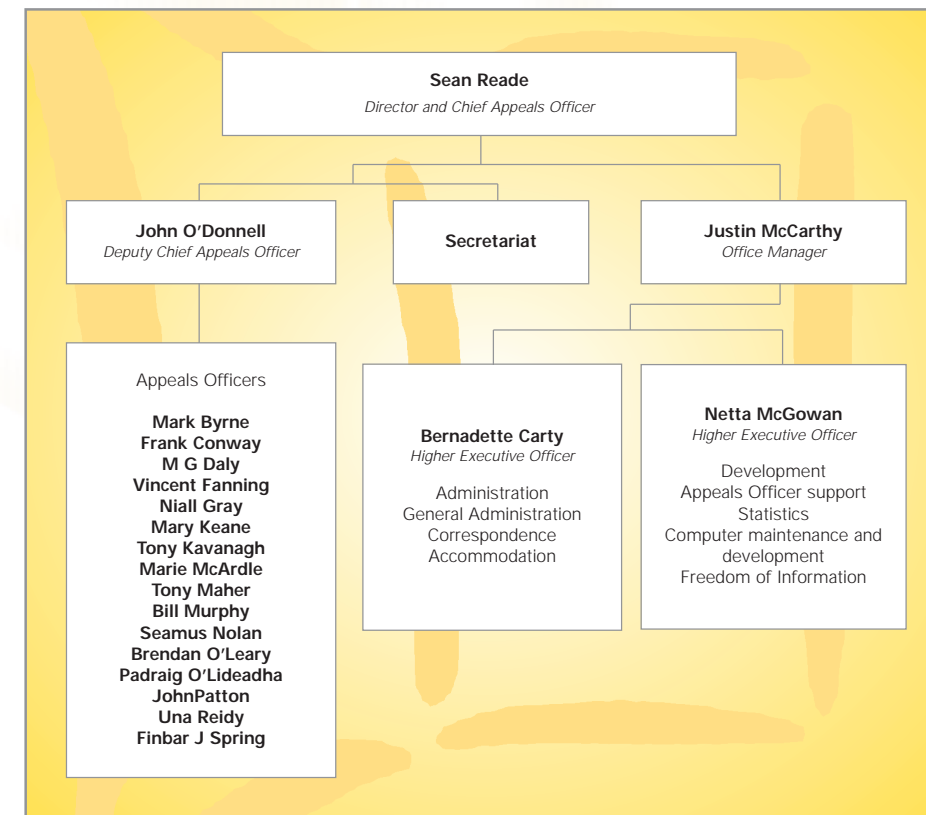 Sean Reade
Director and Chief Appeals Officer
John O'Donnell
Deputy Chief Appeals Officer
Secretariat
Justin McCarthy
Office Manager
Appeals Officers
Mark Byrne
Frank Conway
M G Daly
Vincent Fanning
Niall Gray
Mary Keane
Tony Kavanagh
Marie McArdle
Tony Maher
Bill Murphy
Seamus Nolan
Brendan O'Leary
Padraig O'Lideadha
JohnPatton
Una Reidy
Finbar J Spring
Bernadette Carty
Higher Executive Officer
Administration
General Administration
Correspondence
Accommodation
Netta McGowan
Higher Executive Officer
Development
Appeals Officer support
Statistics
Computer maintenance and
development
Freedom of Information